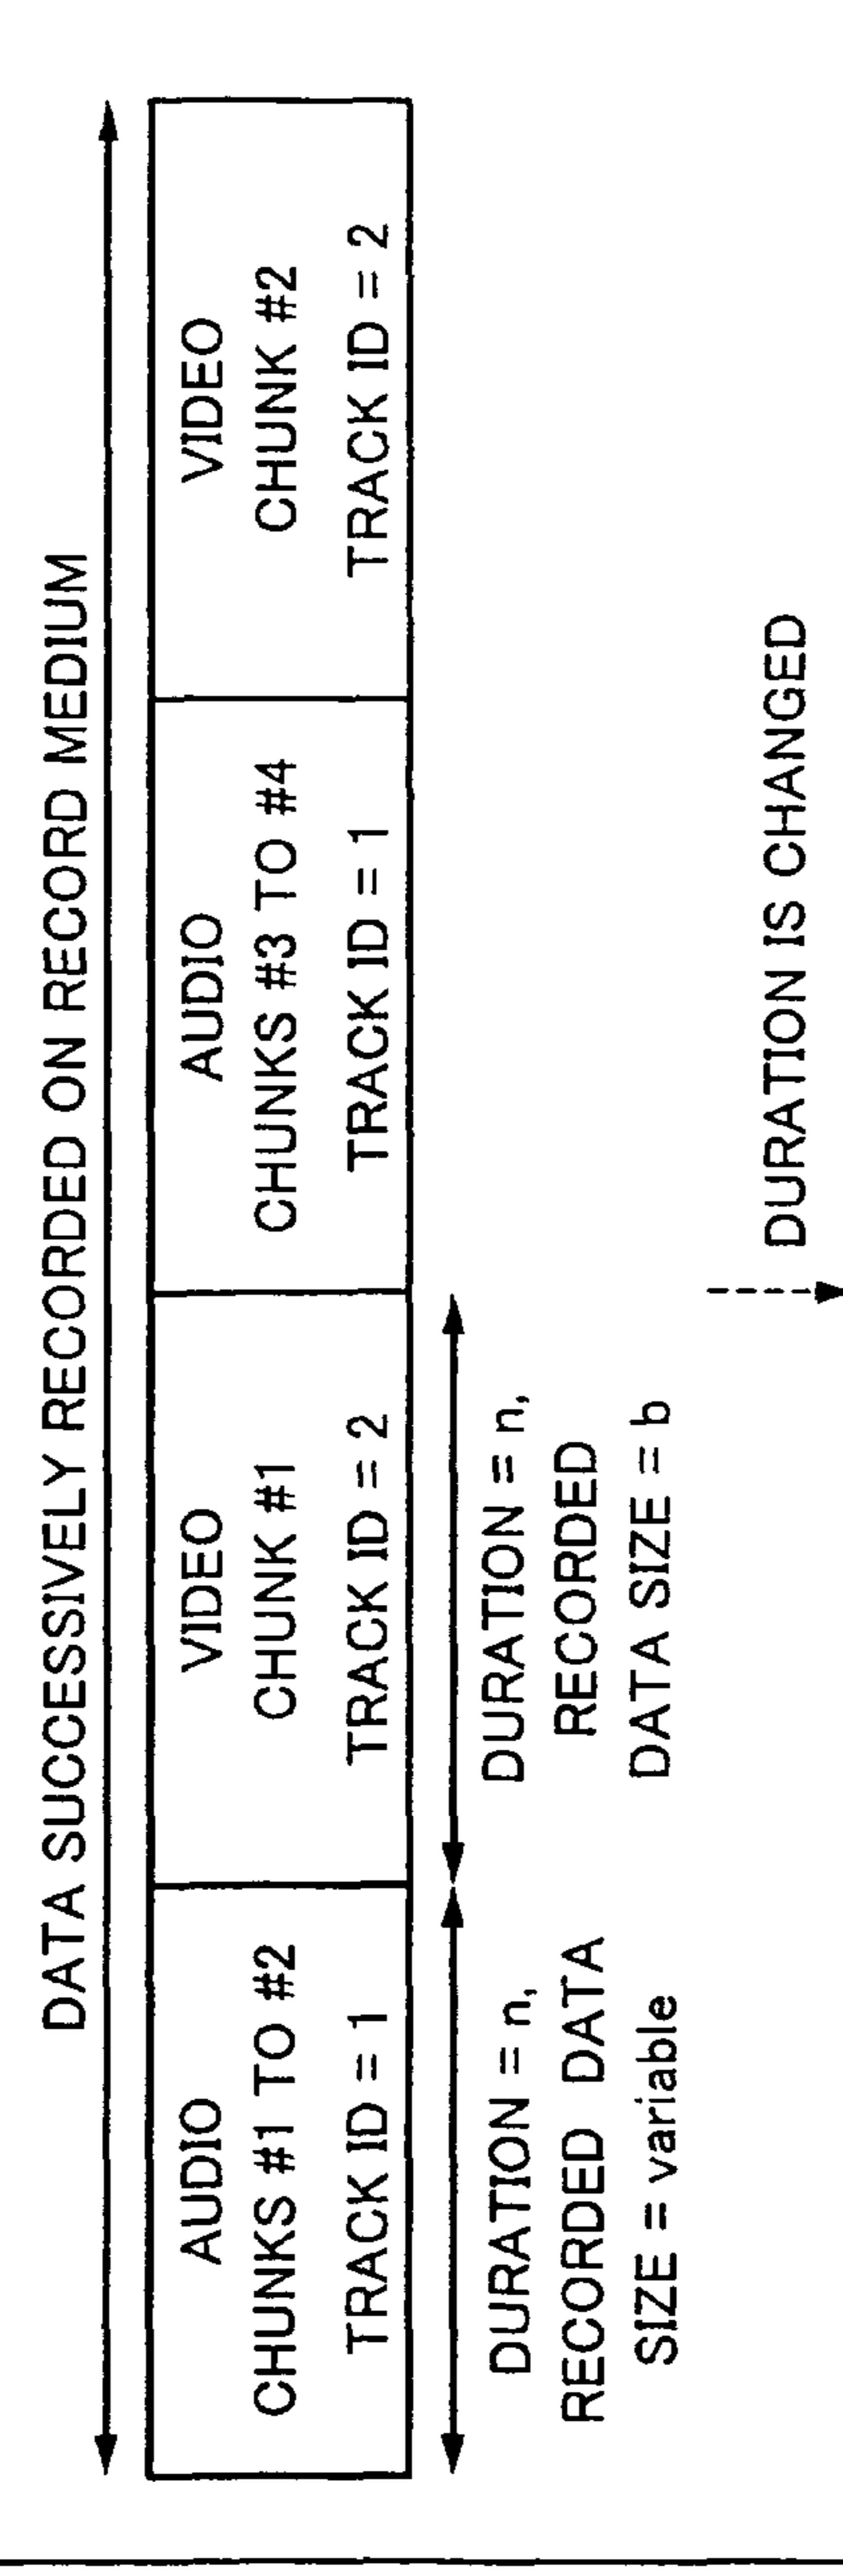 DATA SUCCESSIVELY RECORDED ON RECORD MEDIUM
AUDIO
CHUNKS #1 TO #2
TRACK ID = 1
VIDEO
CHUNK #1
TRACK ID = 2
AUDIO
CHUNKS #3 TO #4
TRACK ID = 1
VIDEO
CHUNK #2
TRACK ID = 2
DURATION = n,
RECORDED DATA
SIZE = variable
DURATION = n,
RECORDED
DATA SIZE = b
DURATION IS CHANGED